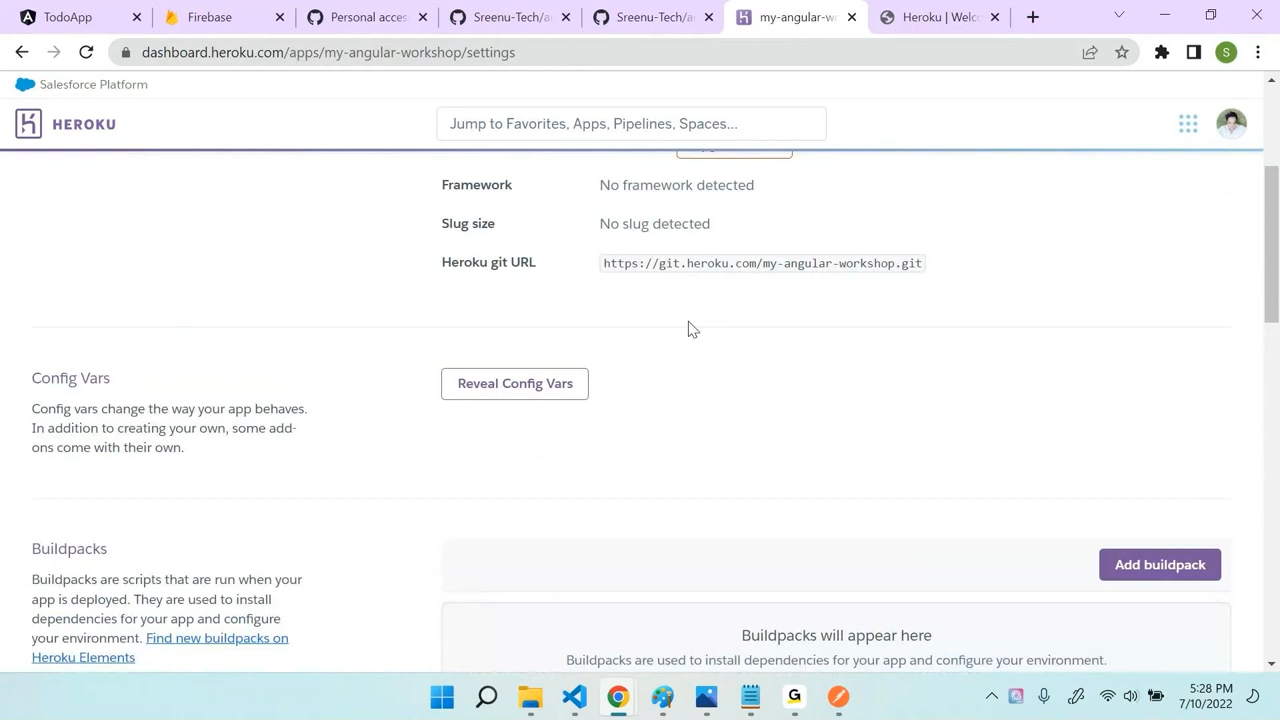 TodoApp
Firebase
Personal acces
Sreenu-Tech/a
Sreenu-Tech/a
my-angular-wo
Heroku | Welc
dashboard.heroku.com/apps/my-angular-workshop/settings
S
Salesforce Platform
HEROKU
Jump to Favorites, Apps, Pipelines, Spaces...
Framework
No framework detected
Slug size
No slug detected
Heroku git URL
https://git.heroku.com/my-angular-workshop.git
Config Vars
Reveal Config Vars
Config vars change the way your app behaves.
In addition to creating your own, some add-
ons come with their own.
Buildpacks
Add buildpack
Buildpacks are scripts that are run when your
app is deployed. They are used to install
dependencies for your app and configure
your environment. Find new buildpacks on
Heroku Elements
Buildpacks will appear here
Buildpacks are used to install dependencies for your app and configure your environment.
5:28 PM
7/10/2022